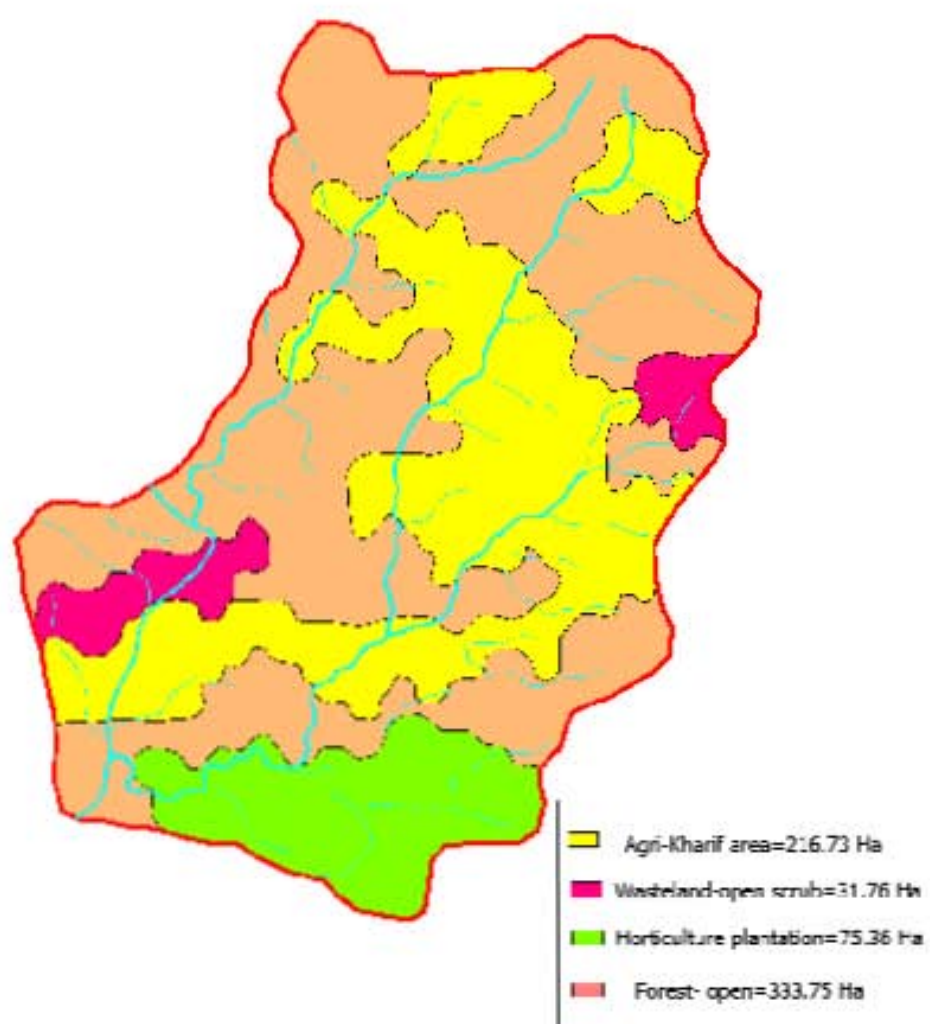 Agri-Kharif area=216.73 Ha
Wasteland-open scrub=31.76 Ha
Horticulture plantation=75.36 Ha
Forest- open=333.75 Ha